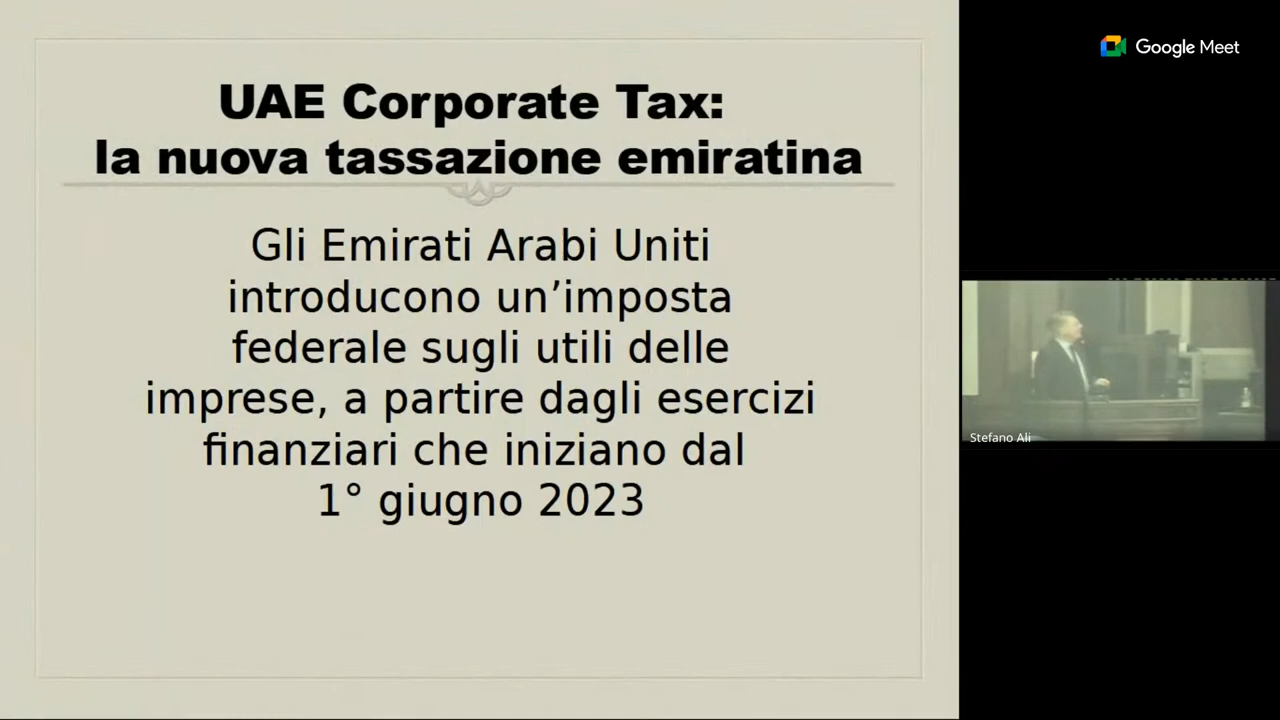 UAE Corporate Tax:
la nuova tassazione emiratina
Gli Emirati Arabi Uniti
introducono un’imposta
federale sugli utili delle
imprese, a partire dagli esercizi
finanziari che iniziano dal
1° giugno 2023
Google Meet
Stefano Ali